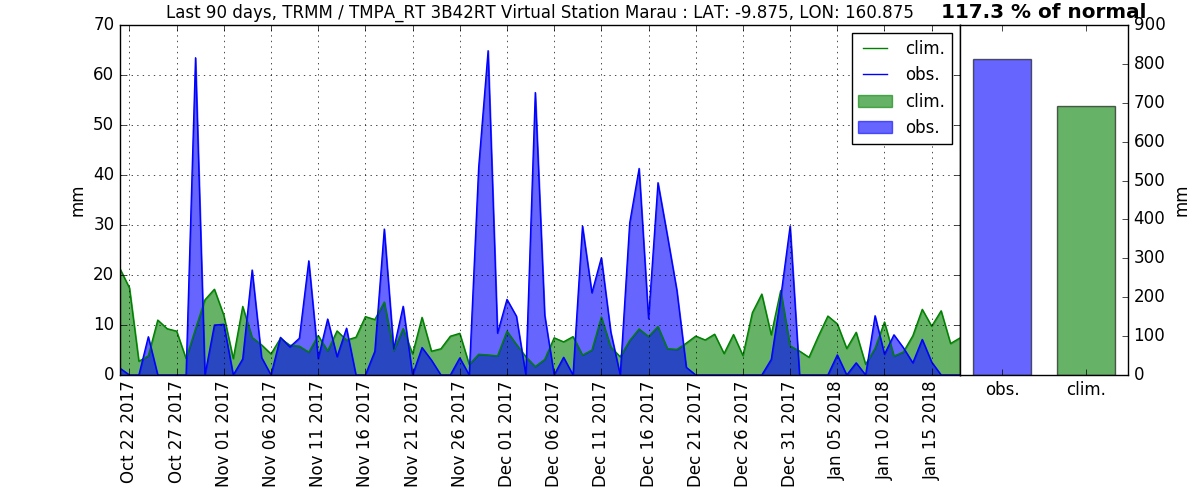 Last 90 days, TRMM / TMPA_RT 3B42RT Virtual Station Marau : LAT: -9.875, LON: 160.875
117.3 % of normal
70
60
50
40
30
20
10
0
mm
clim.
obs.
clim.
obs.
Oct 22 2017
Oct 27 2017
Nov 01 2017
Nov 06 2017
Nov 11 2017
Nov 16 2017
Nov 21 2017
Nov 26 2017
Dec 01 2017
Dec 06 2017
Dec 11 2017
Dec 16 2017
Dec 21 2017
Dec 26 2017
Dec 31 2017
Jan 05 2018
Jan 10 2018
Jan 15 2018
900
800
700
600
500
400
300
200
100
0
mm
obs.
clim.